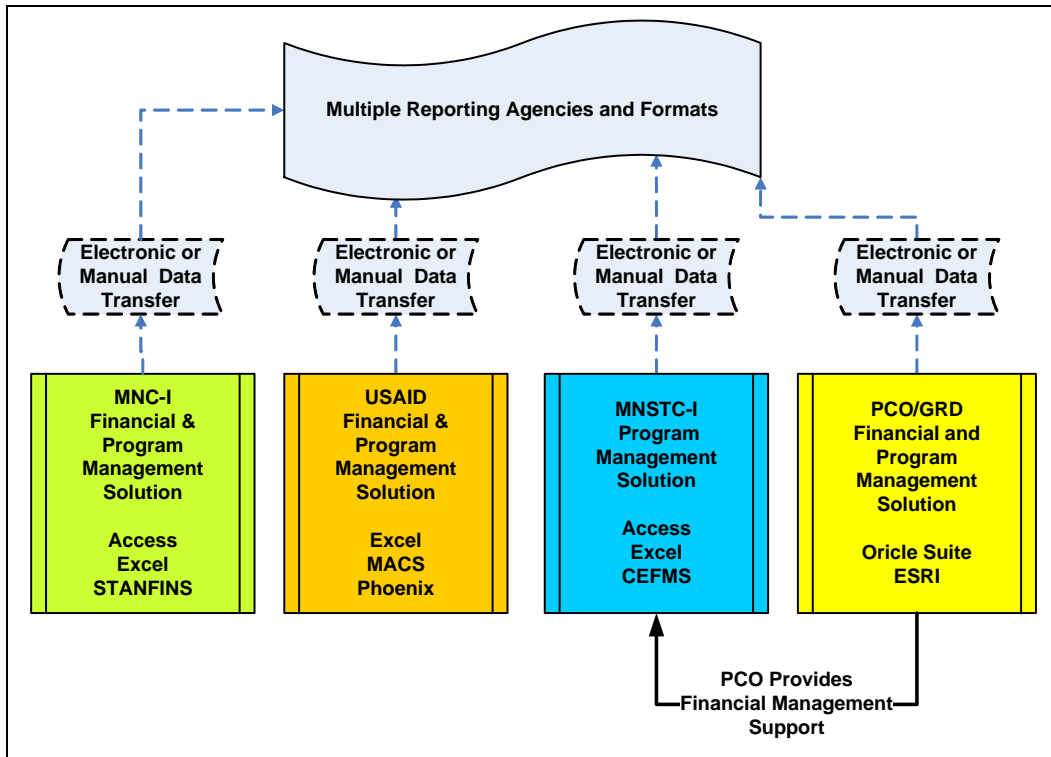 Multiple Reporting Agencies and Formats
Electronic or
Manual Data
Transfer
Electronic or
Manual Data
Transfer
Electronic or
Manual Data
Transfer
Electronic or
Manual Data
Transfer
MNC-I
Financial &
Program
Management
Solution
Access
Excel
STANFINS
USAID
Financial &
Program
Management
Solution
Excel
MACS
Phoenix
MNSTC-I
Program
Management
Solution
Access
Excel
CEFMS
PCO/GRD
Financial and
Program
Management
Solution
Oricle Suite
ESRI
PCO Provides
Financial Management
Support